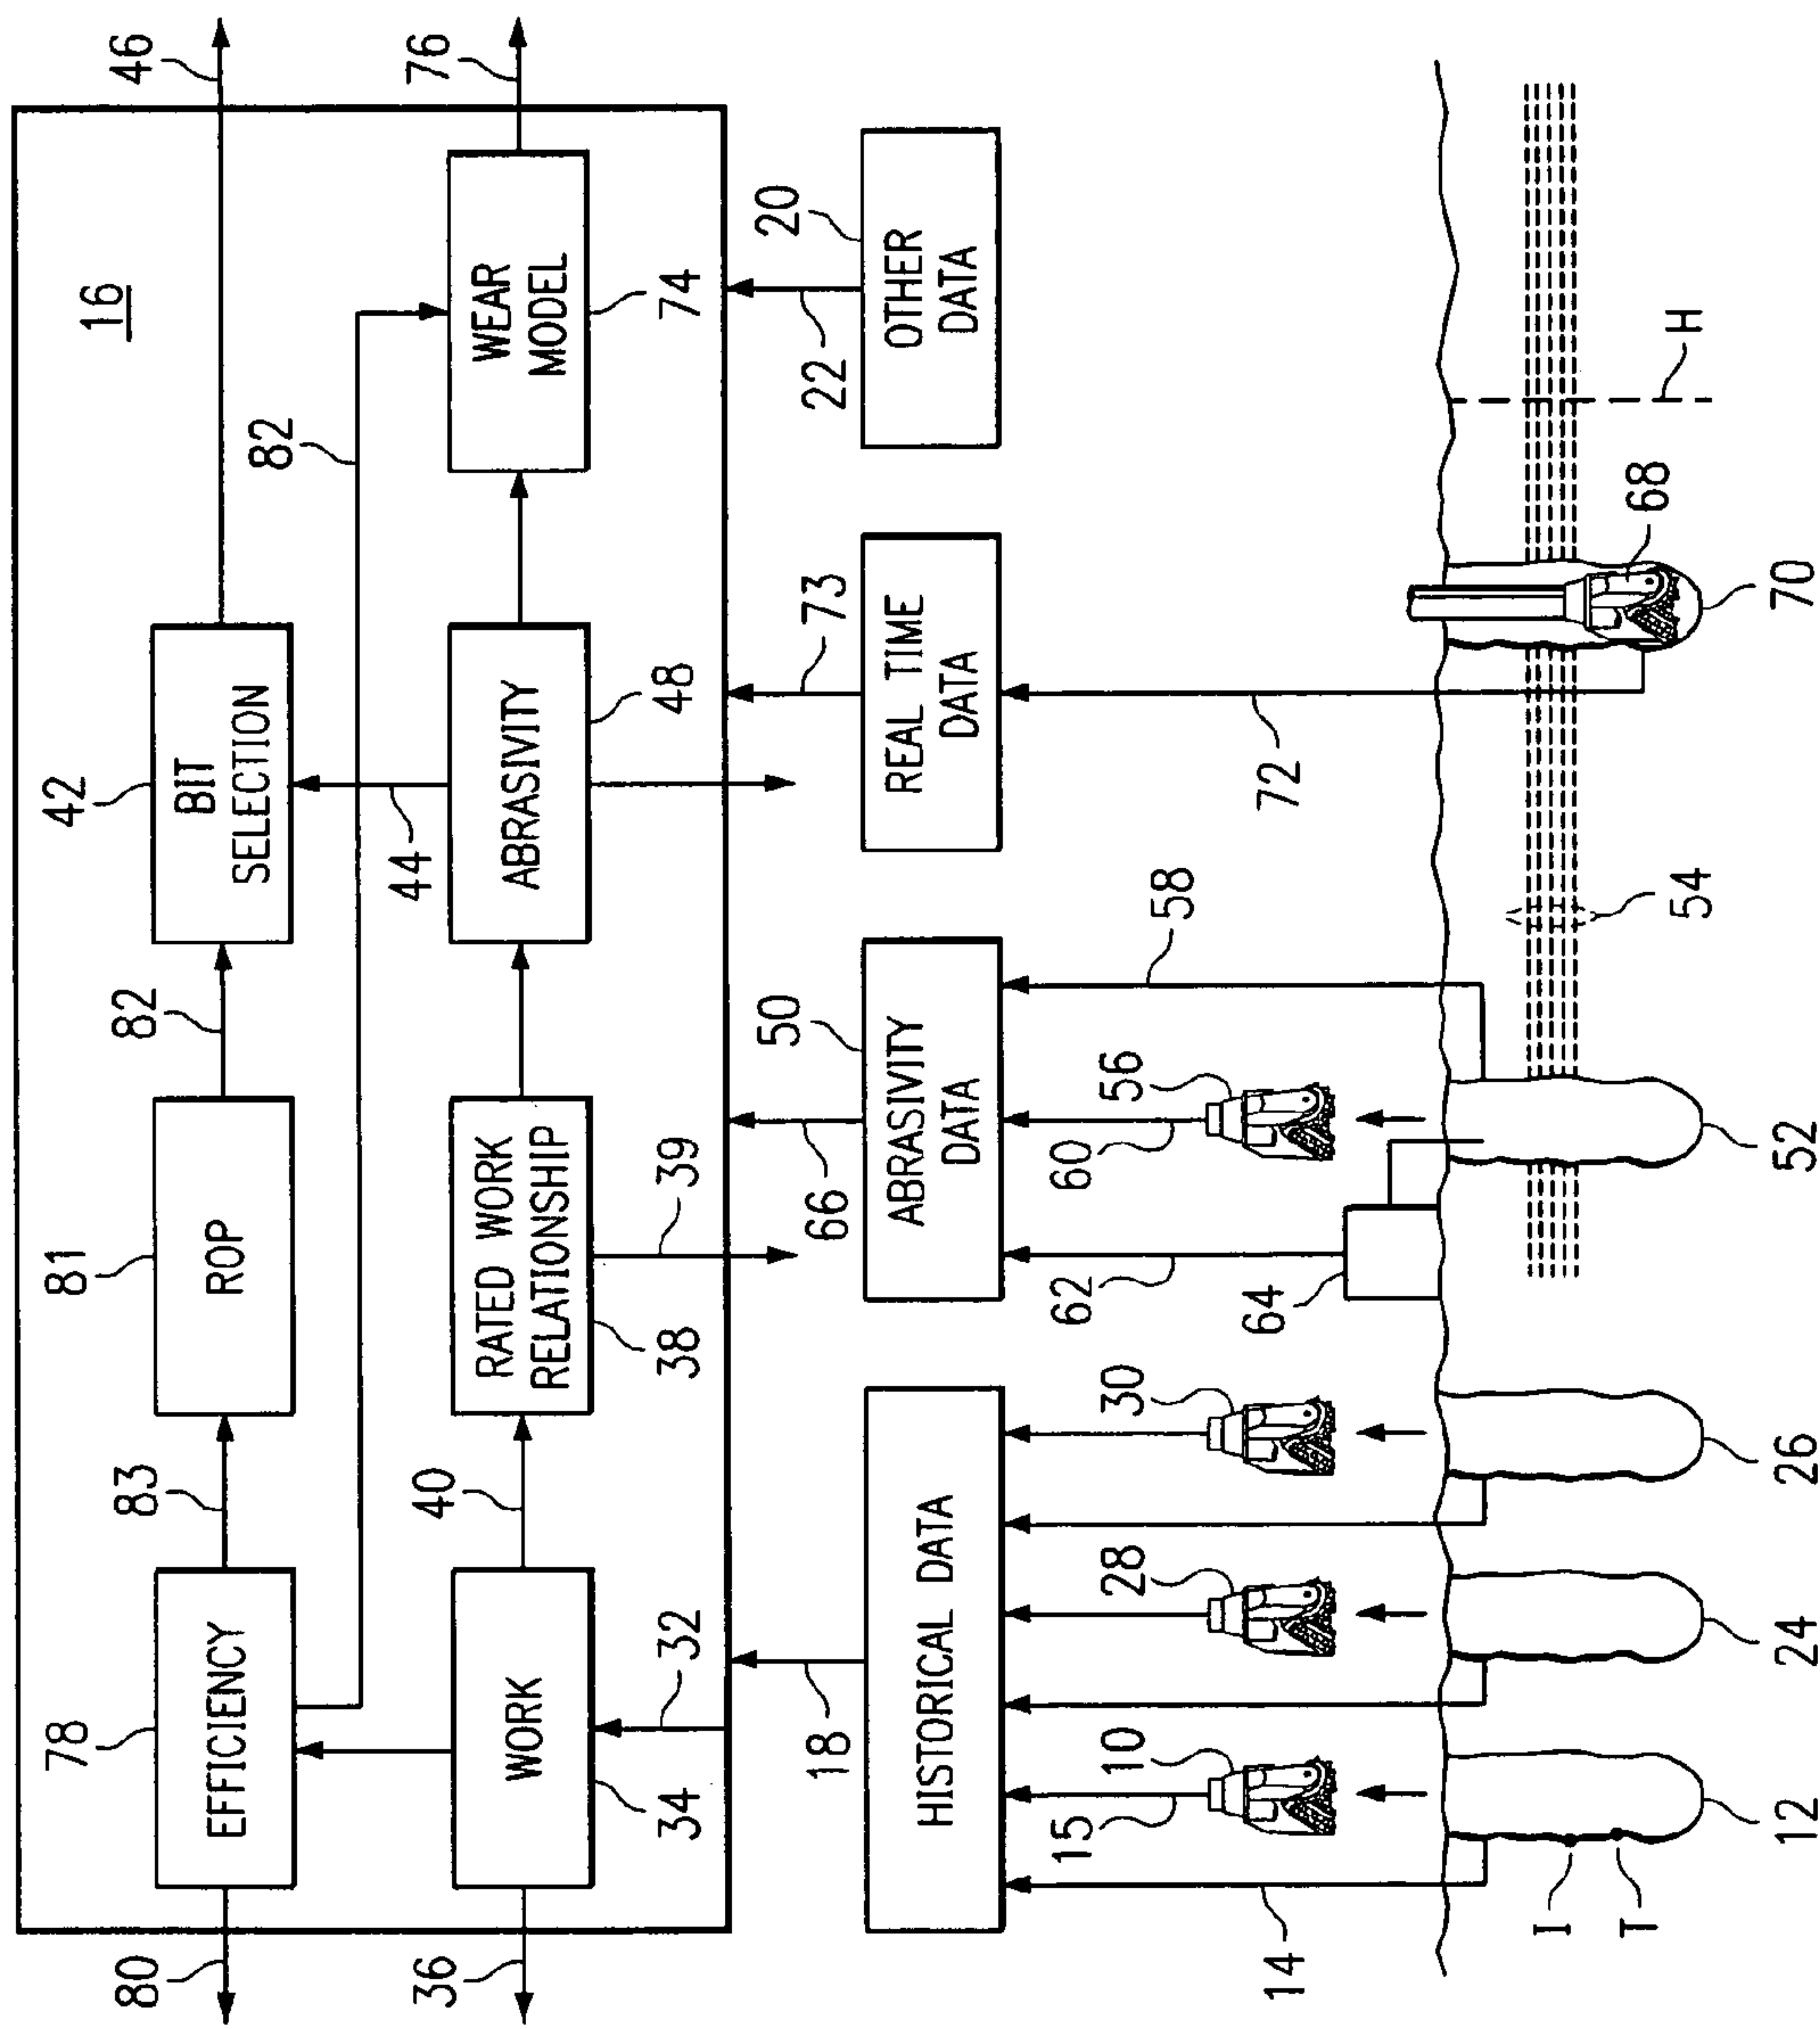 16
80
78
EFFICIENCY
83
81
ROP
82
42
BIT
SELECTION
46
82
36
WORK
34
32
40
RATED WORK
RELATIONSHIP
38
39
44
ABRASIVITY
48
WEAR
MODEL
74
76
18
HISTORICAL DATA
66
50
ABRASIVITY
DATA
73
REAL TIME
DATA
22
20
OTHER
DATA
14
15
10
28
30
62
64
60
56
58
72
I
T
12
24
26
52
54
68
70
H